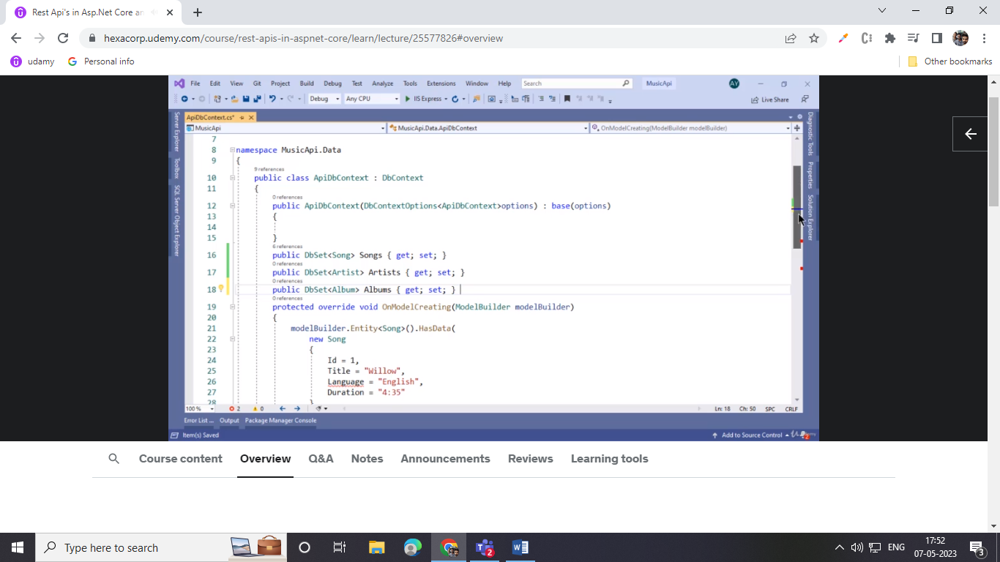 Rest Api's in Asp.Net Core an
hexacorp.udemy.com/course/rest-apis-in-aspnet-core/learn/lecture/25577826#overview
udamy
Personal info
Other bookmarks
File Edit View Git Project Build Debug Test Analyze Tools Extensions Window Help Search MusicApi AY
Debug Any CPU IIS Express Live Share
Server Explorer
Toolbox
SQL Server Object Explorer
ApiDbContext.cs*
MusicApi MusicApi.Data.ApiDbContext OnModelCreating(ModelBuilder modelBuilder)
7
8 namespace MusicApi.Data
9 {
9 references
10 public class ApiDbContext : DbContext
11 {
0 references
12 public ApiDbContext(DbContextOptions<ApiDbContext>options) : base(options)
13 {
14
15 }
6 references
16 public DbSet<Song> Songs { get; set; }
0 references
17 public DbSet<Artist> Artists { get; set; }
0 references
18 public DbSet<Album> Albums { get; set; }
0 references
19 protected override void OnModelCreating(ModelBuilder modelBuilder)
20 {
21 modelBuilder.Entity<Song>().HasData(
22 new Song
23 {
24 Id = 1,
25 Title = "Willow",
26 Language = "English",
27 Duration = "4:35"
28 }
Diagnostic Tools
Properties
Solution Explorer
100 % 2 0 Ln: 18 Ch: 50 SPC CRLF
Error List ... Output Package Manager Console
Item(s) Saved Add to Source Control 2
Course content Overview Q&A Notes Announcements Reviews Learning tools
Type here to search
2
ENG
17:52
07-05-2023
3